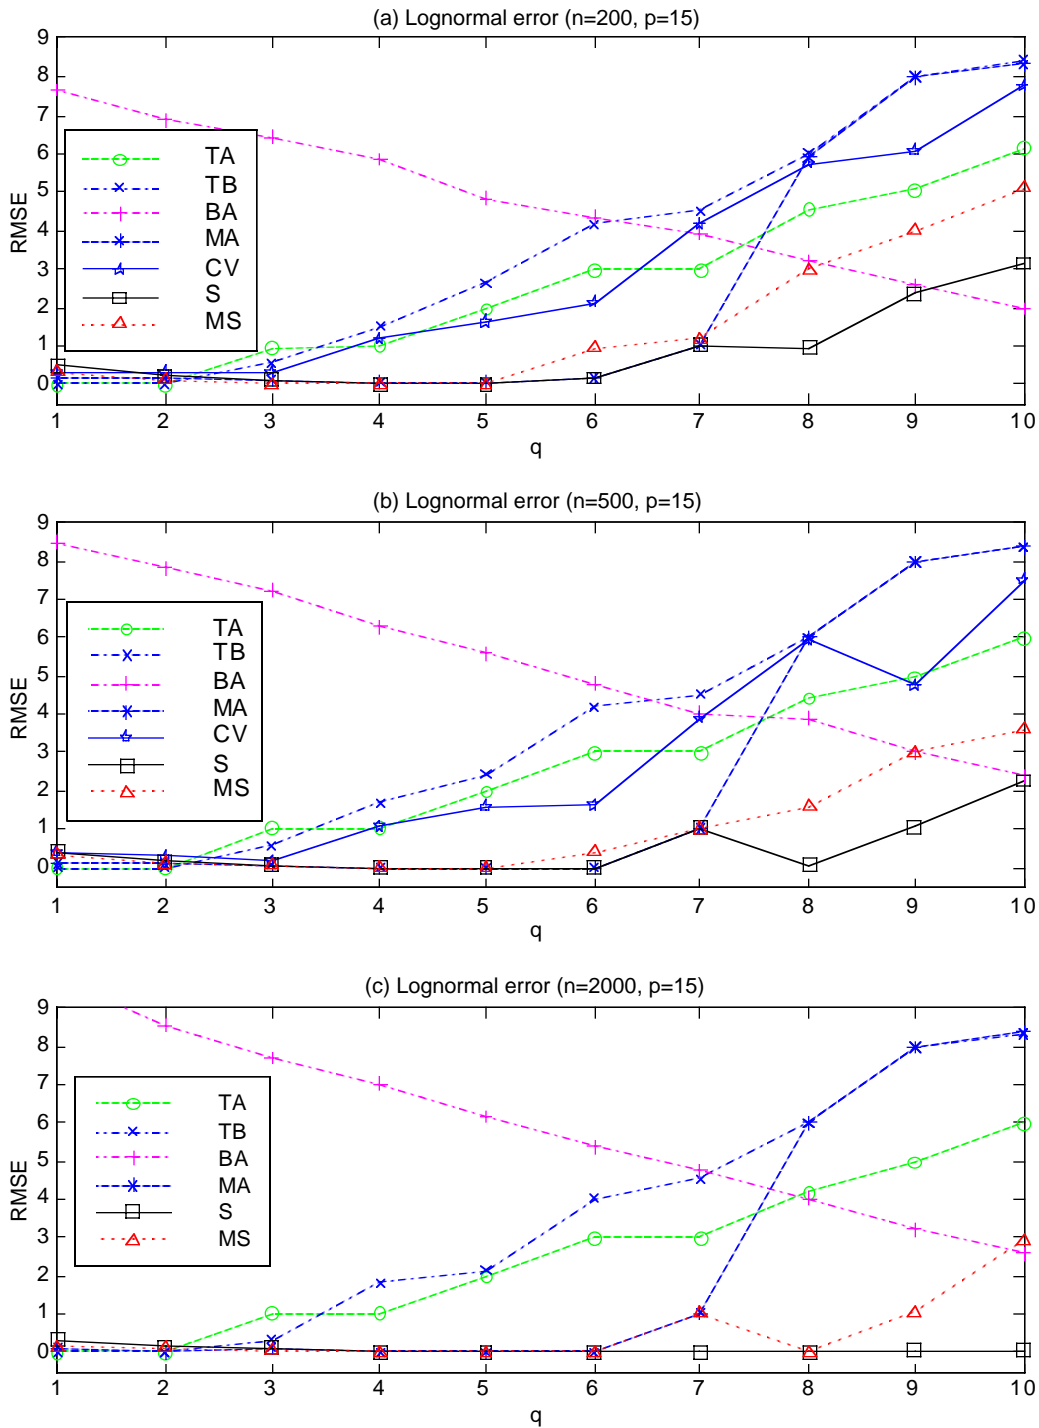 (a) Lognormal error (n=200, p=15)
9
8
7
6
5
4
3
2
1
0
RMSE
TA
TB
BA
MA
CV
S
MS
1 2 3 4 5 6 7 8 9 10
q
(b) Lognormal error (n=500, p=15)
9
8
7
6
5
4
3
2
1
0
RMSE
TA
TB
BA
MA
CV
S
MS
1 2 3 4 5 6 7 8 9 10
q
(c) Lognormal error (n=2000, p=15)
9
8
7
6
5
4
3
2
1
0
RMSE
TA
TB
BA
MA
S
MS
1 2 3 4 5 6 7 8 9 10
q